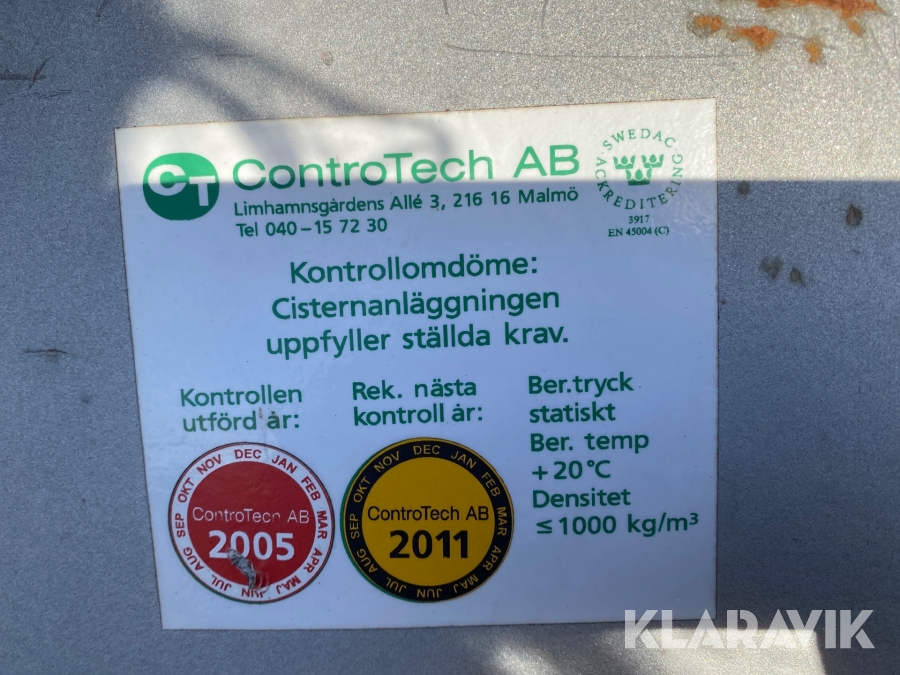 CT ControTech AB
Limhamnsgårdens Allé 3, 216 16 Malmö
Tel 040-15 72 30
SWEDAC ACKREDITERING
3917
EN 45004 (C)
Kontrollomdöme:
Cisternanläggningen
uppfyller ställda krav.
Kontrollen
utförd år:
JAN FEB MAR APR MAJ JUN JUL AUG SEP OKT NOV DEC
ControTech AB
2005
Rek. nästa
kontroll år:
JAN FEB MAR APR MAJ JUN JUL AUG SEP OKT NOV DEC
ControTech AB
2011
Ber.tryck
statiskt
Ber. temp
+20°C
Densitet
≤1000 kg/m³
KLARAVIK